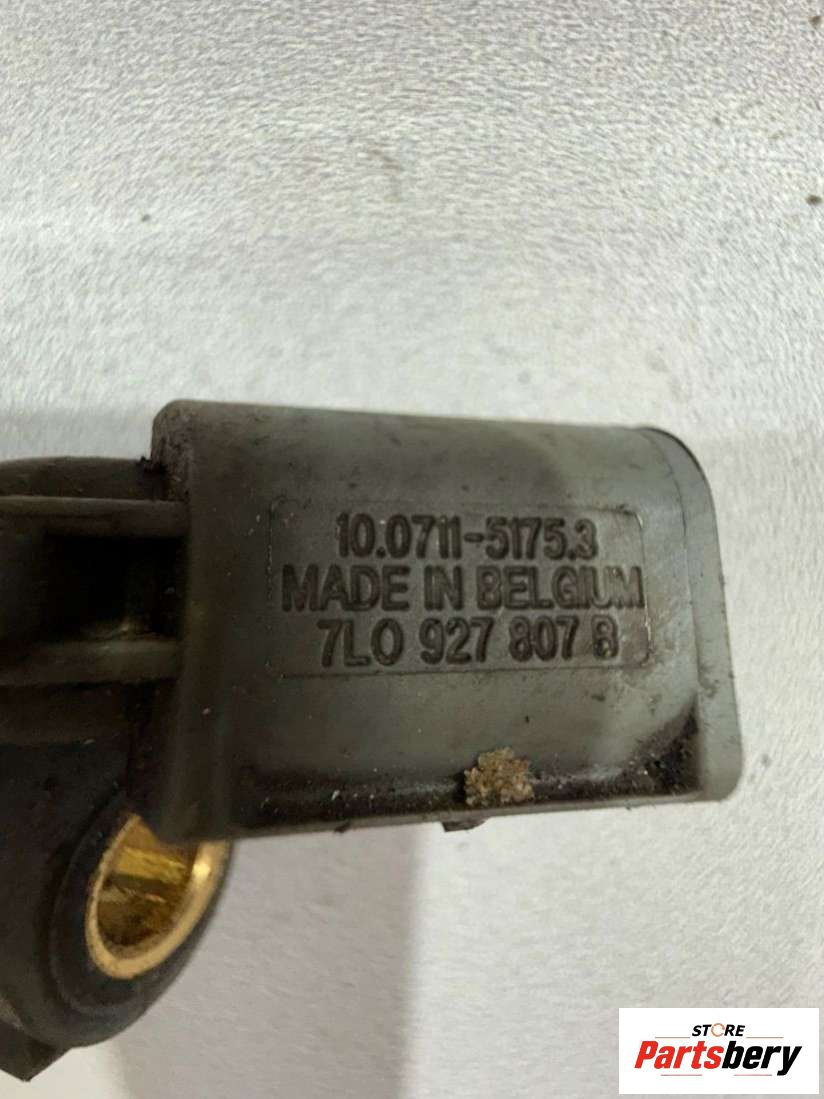 10.0711-5175.3
MADE IN BELGIUM
7L0 927 807 B
STORE
Partsbery